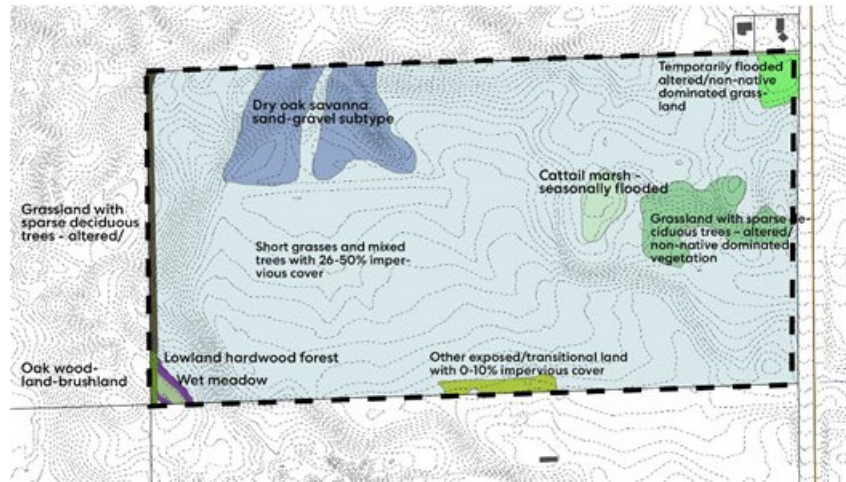 Temporarily flooded
altered/non-native
dominated grass-
land
Dry oak savanna
sand-gravel subtype
Cattail marsh -
seasonally flooded
Grassland with
sparse deciduous
trees - altered/
Grassland with sparse de-
ciduous trees - altered/
non-native dominated
vegetation
Short grasses and mixed
trees with 26-50% imper-
vious cover
Lowland hardwood forest
Other exposed/transitional land
with 0-10% impervious cover
Oak wood-
land-brushland
Wet meadow